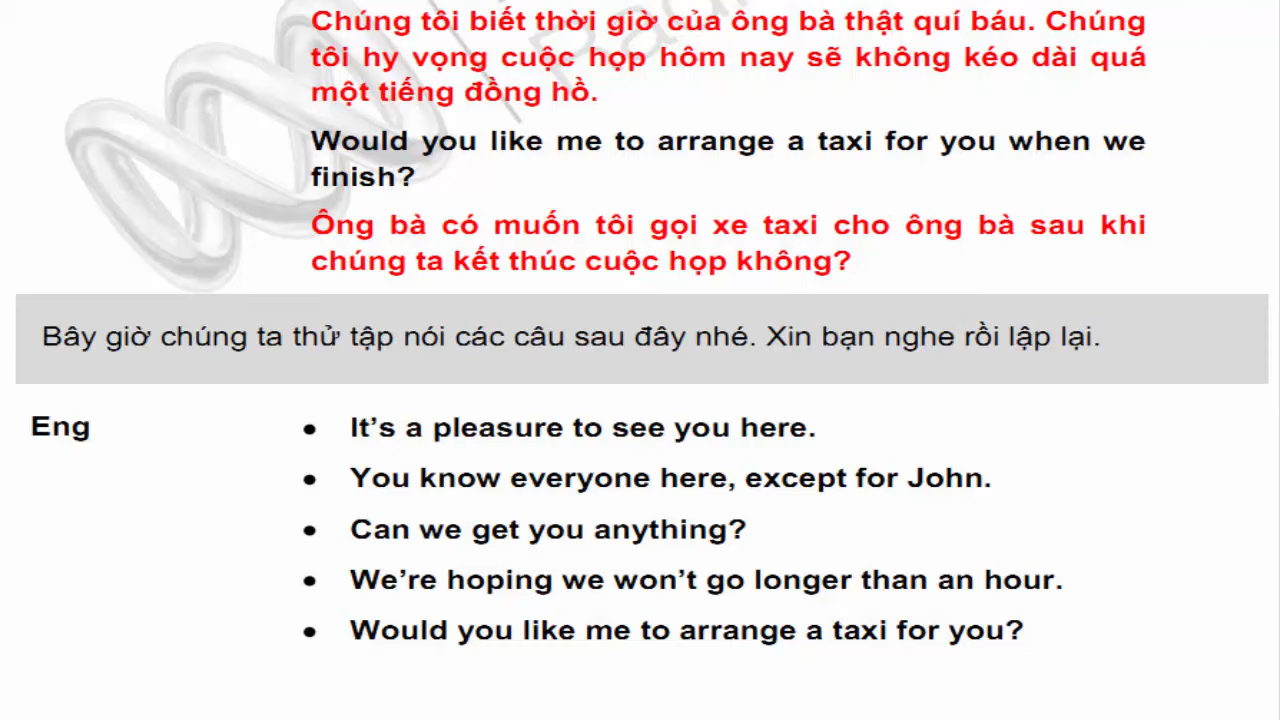 Chúng tôi biết thời giờ của ông bà thật quí báu. Chúng
tôi hy vọng cuộc họp hôm nay sẽ không kéo dài quá
một tiếng đồng hồ.
Would you like me to arrange a taxi for you when we
finish?
Ông bà có muốn tôi gọi xe taxi cho ông bà sau khi
chúng ta kết thúc cuộc họp không?
Bây giờ chúng ta thử tập nói các câu sau đây nhé. Xin bạn nghe rồi lập lại.
Eng
• It’s a pleasure to see you here.
• You know everyone here, except for John.
• Can we get you anything?
• We’re hoping we won’t go longer than an hour.
• Would you like me to arrange a taxi for you?